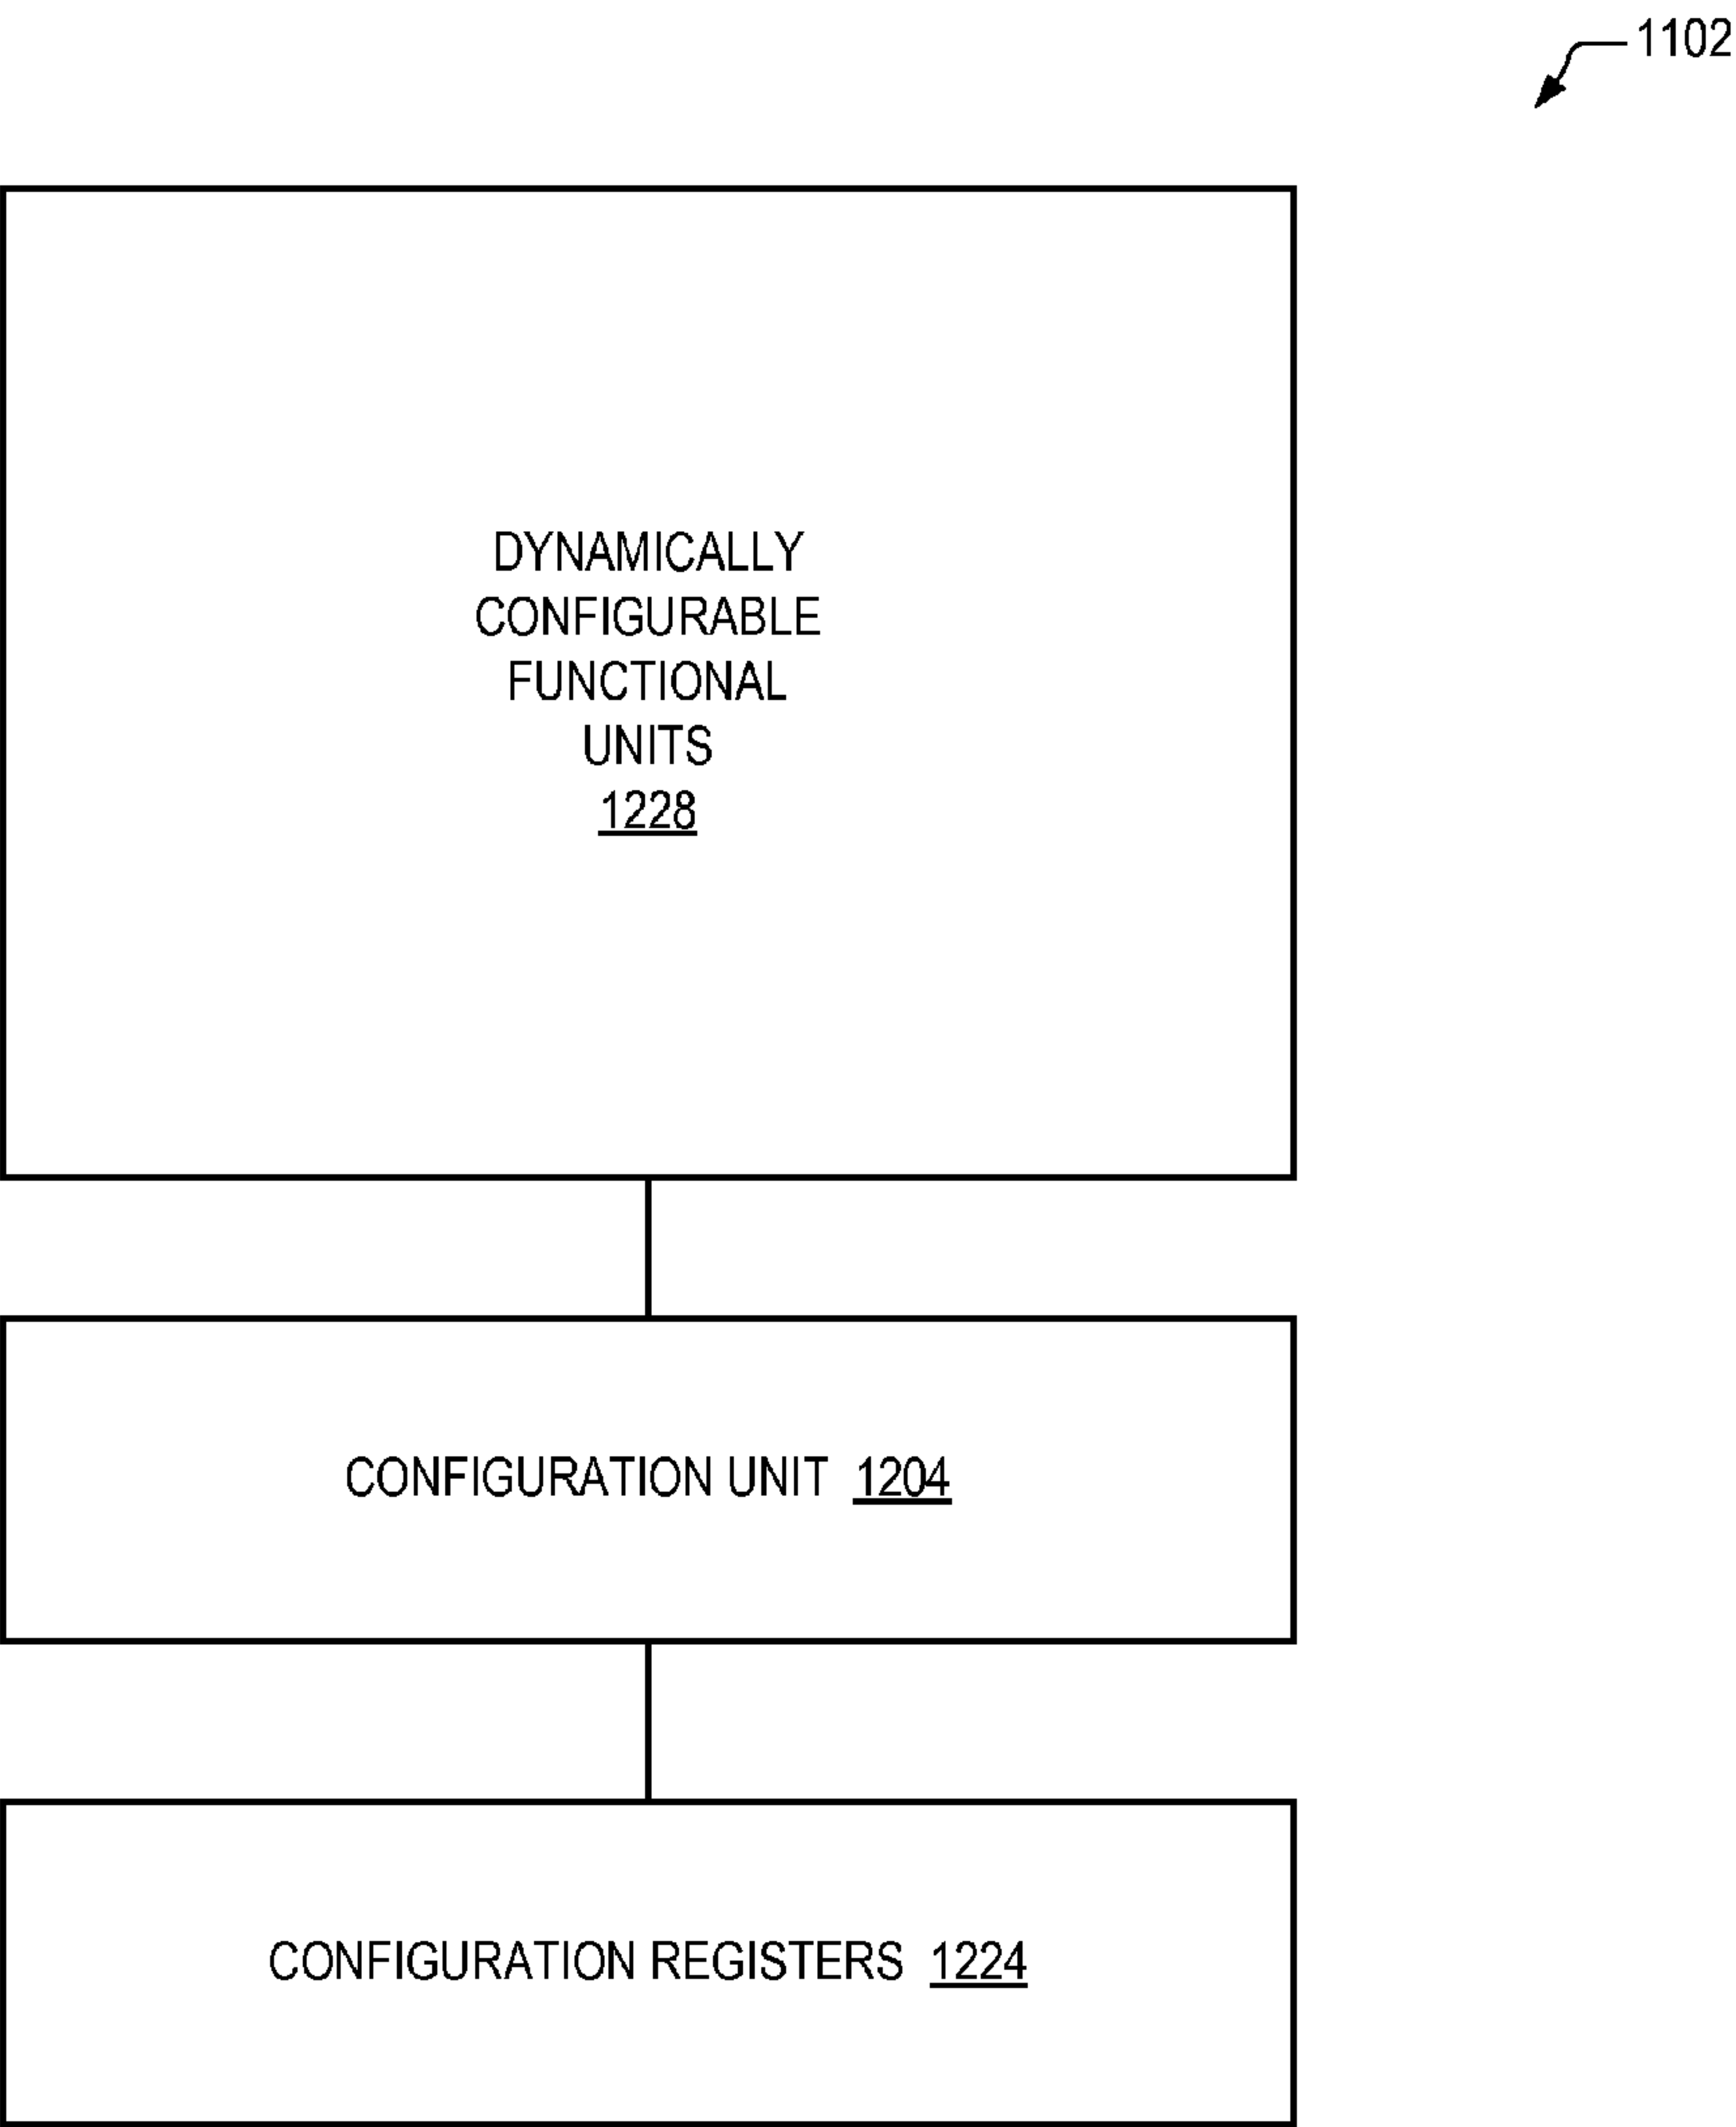 1102
DYNAMICALLY
CONFIGURABLE
FUNCTIONAL
UNITS
1228
CONFIGURATION UNIT 1204
CONFIGURATION REGISTERS 1224